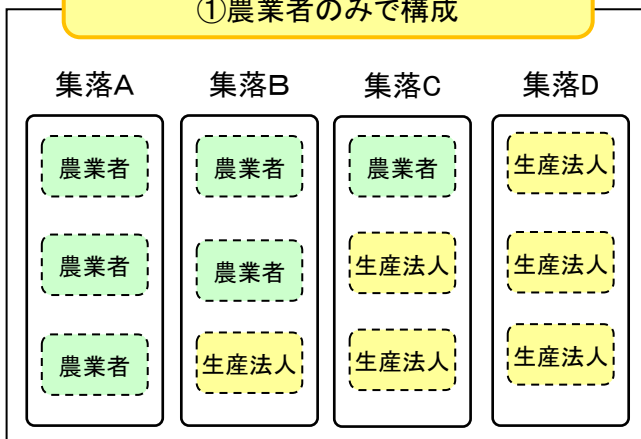 ①農業者のみで構成
集落A 集落B 集落C 集落D
農業者 農業者 農業者 生産法人
農業者 農業者 生産法人 生産法人
農業者 生産法人 生産法人 生産法人